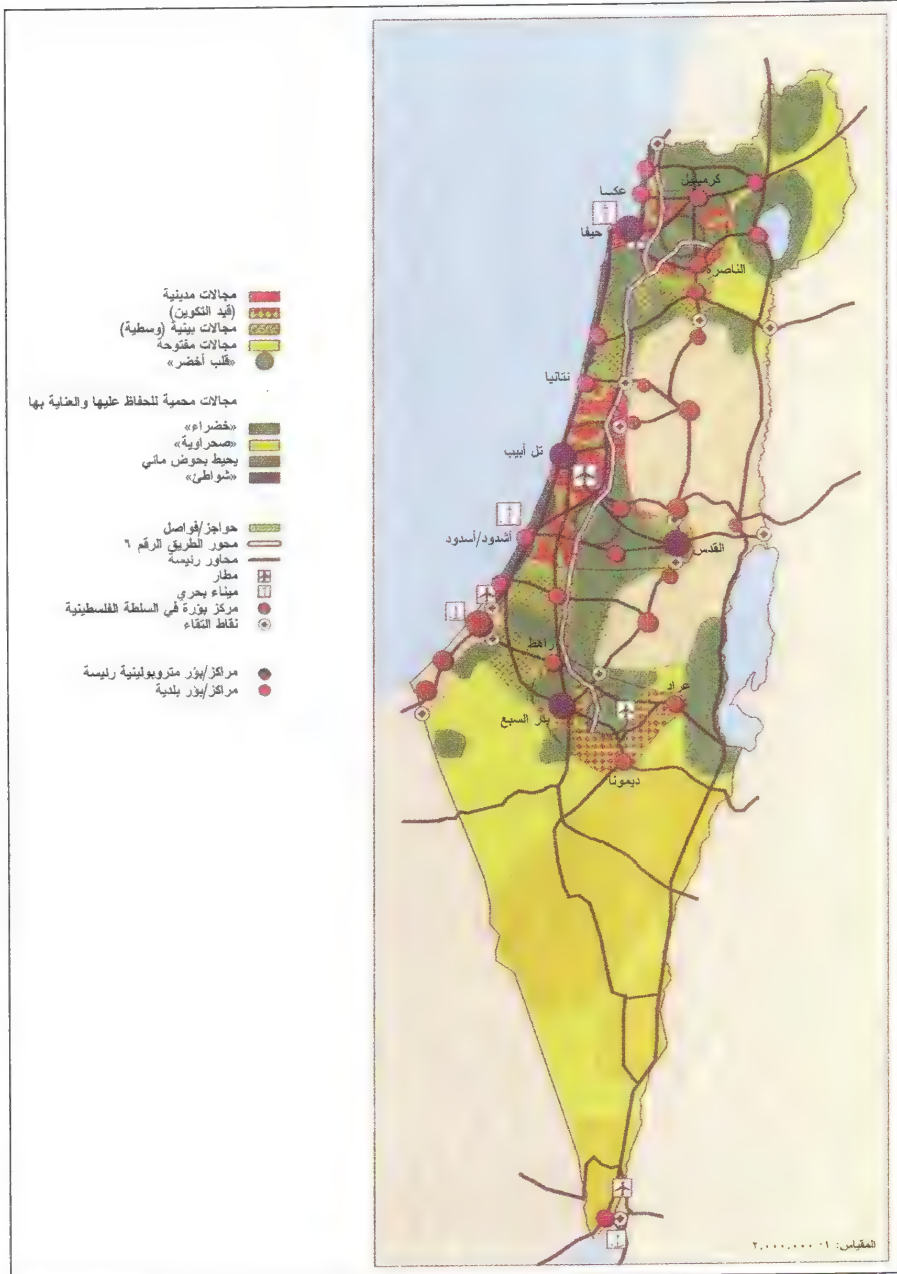 مجالات مدينية
(قيد التكوين)
مجالات بينية (وسطية)
مجالات مفتوحة
«قلب أخضر»
مجالات محمية للحفاظ عليها والعناية بها
«خضراء»
«صحراوية»
يحيط بحوض مائي
«شواطئ»
حواجز/فواصل
محور الطريق الرقم ٦
محاور رئيسة
مطار
ميناء بحري
مركز بؤرة في السلطة الفلسطينية
نقاط التقاء
مراكز/بؤر متروبولينية رئيسة
مراكز/بؤر بلدية
كرميئيل
عكسا
حيفا
الناصرة
نتانيا
تل أبيب
أشدود/أسدود
القدس
راهط
عراد
بئر السبع
ديمونا
المقياس: ١ ٢,٠٠٠,٠٠٠